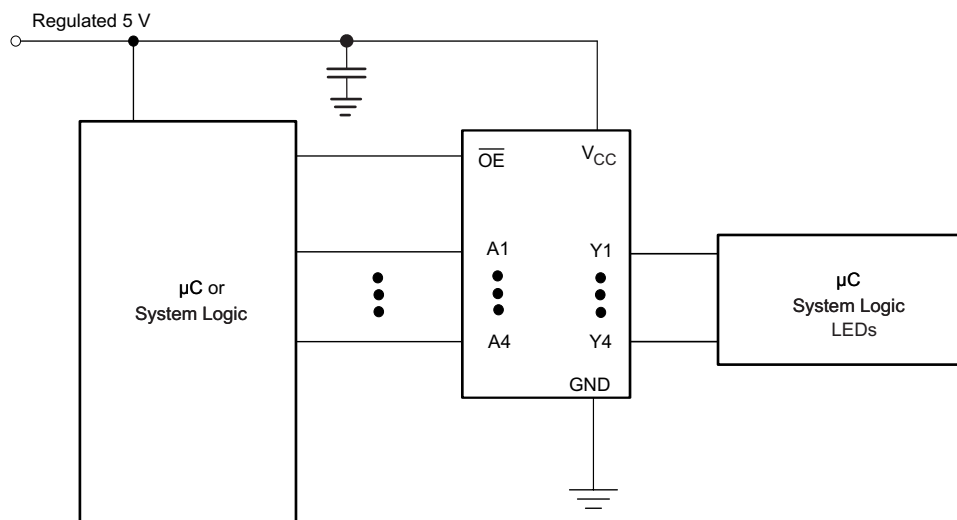 Regulated 5 V
OE
VCC
A1
Y1
µC or
System Logic
µC
System Logic
LEDs
A4
Y4
GND